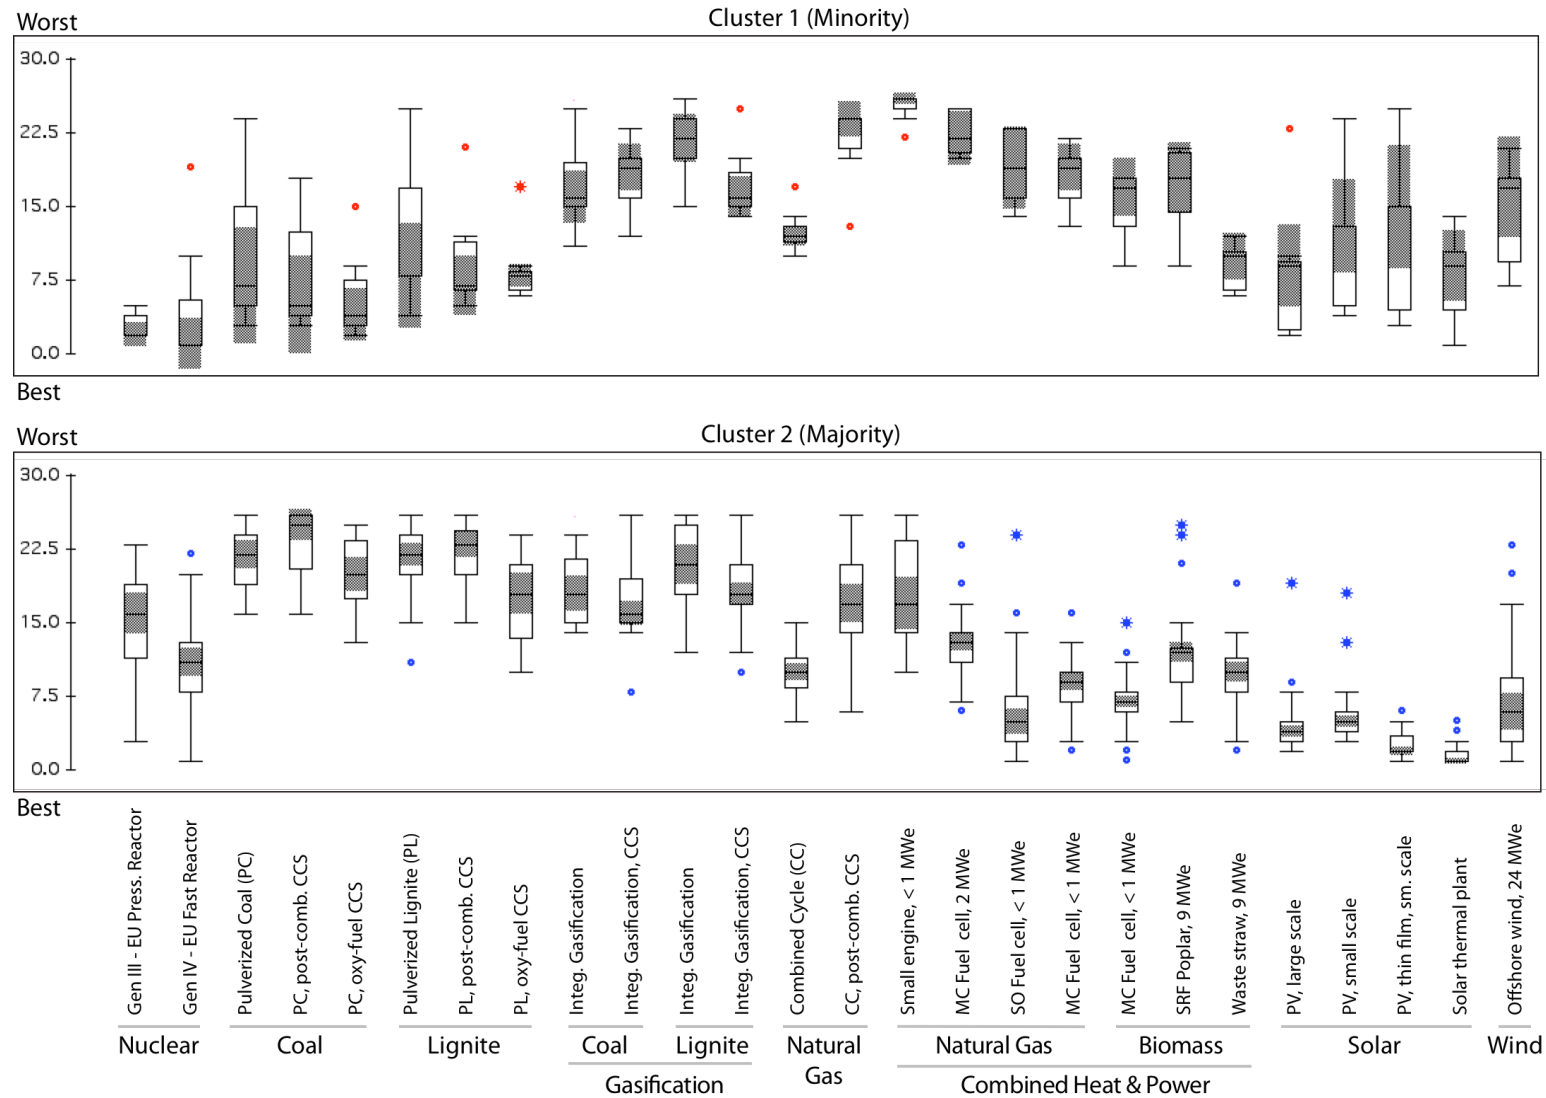 Cluster 1 (Minority)
Worst
30.0
22.5
15.0
7.5
0.0
Best
Cluster 2 (Majority)
Worst
30.0
22.5
15.0
7.5
0.0
Best
Gen III - EU Press. Reactor
Gen IV - EU Fast Reactor
Pulverized Coal (PC)
PC, post-comb. CCS
PC, oxy-fuel CCS
Pulverized Lignite (PL)
PL, post-comb. CCS
PL, oxy-fuel CCS
Integ. Gasification
Integ. Gasification, CCS
Integ. Gasification
Integ. Gasification, CCS
Combined Cycle (CC)
CC, post-comb. CCS
Small engine, < 1 MWe
MC Fuel cell, 2 MWe
SO Fuel cell, < 1 MWe
MC Fuel cell, < 1 MWe
MC Fuel cell, < 1 MWe
SRF Poplar, 9 MWe
Waste straw, 9 MWe
PV, large scale
PV, small scale
PV, thin film, sm. scale
Solar thermal plant
Offshore wind, 24 MWe
Nuclear
Coal
Lignite
Coal
Lignite
Natural
Gas
Natural Gas
Biomass
Solar
Wind
Gasification
Combined Heat & Power